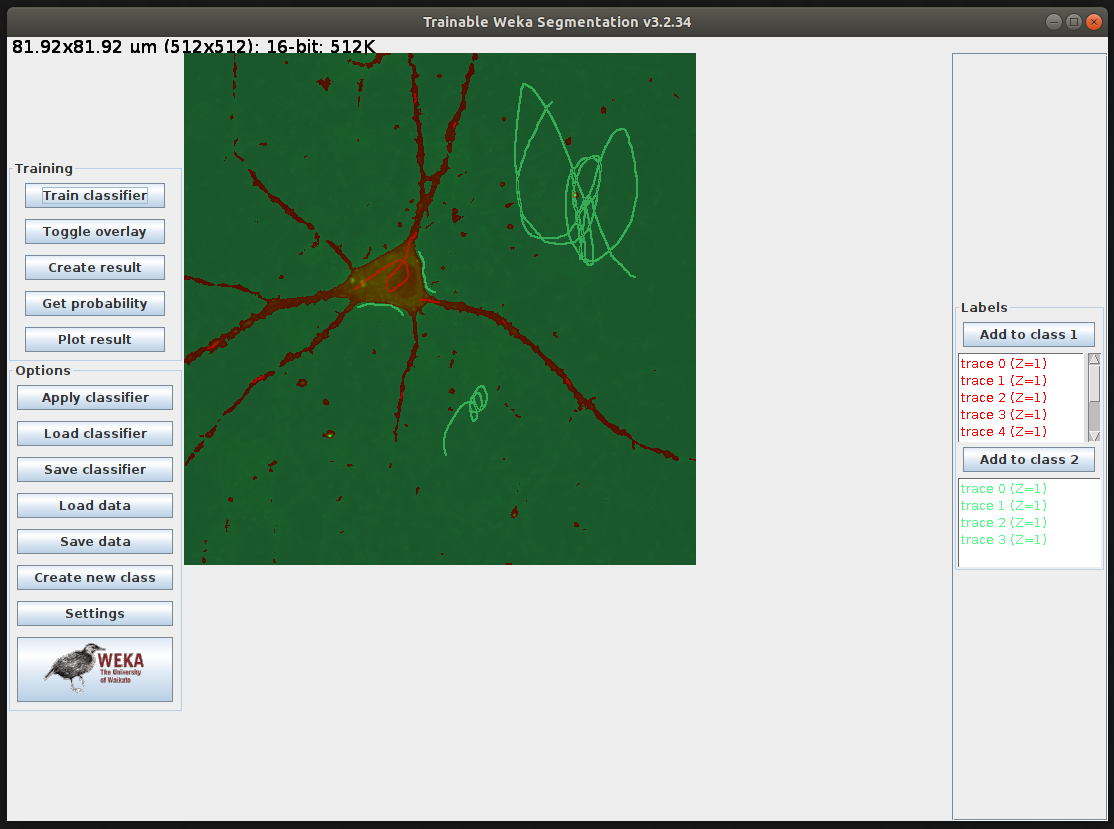 Trainable Weka Segmentation v3.2.34
81.92x81.92 um (512x512): 16-bit: 512K
Training
Train classifier
Toggle overlay
Create result
Get probability
Plot result
Options
Apply classifier
Load classifier
Save classifier
Load data
Save data
Create new class
Settings
WEKA
The University
of Waikato
Labels
Add to class 1
trace 0 (Z=1)
trace 1 (Z=1)
trace 2 (Z=1)
trace 3 (Z=1)
trace 4 (Z=1)
Add to class 2
trace 0 (Z=1)
trace 1 (Z=1)
trace 2 (Z=1)
trace 3 (Z=1)